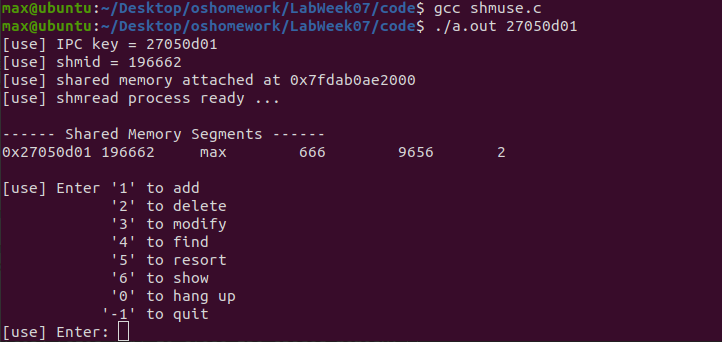 max@ubuntu:~/Desktop/oshomework/LabWeek07/code$ gcc shmuse.c
max@ubuntu:~/Desktop/oshomework/LabWeek07/code$ ./a.out 27050d01
[use] IPC key = 27050d01
[use] shmid = 196662
[use] shared memory attached at 0x7fdab0ae2000
[use] shmread process ready ...
------ Shared Memory Segments ------
0x27050d01 196662     max        666        9656       2
[use] Enter '1' to add
            '2' to delete
            '3' to modify
            '4' to find
            '5' to resort
            '6' to show
            '0' to hang up
           '-1' to quit
[use] Enter: